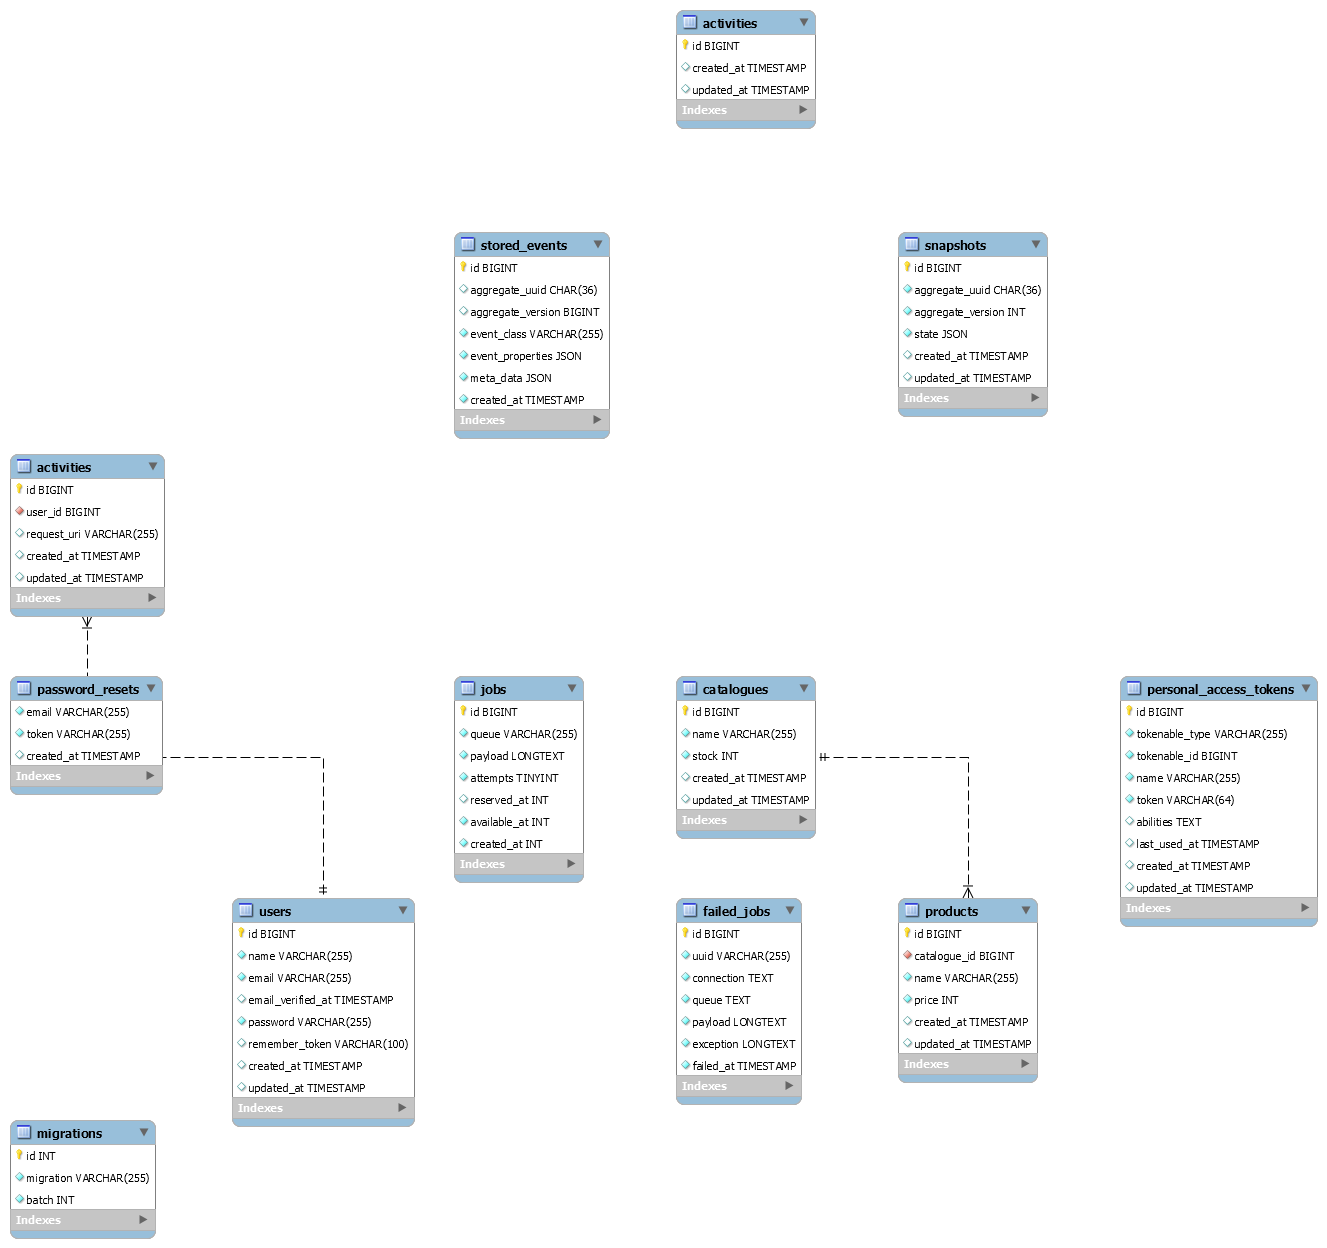 activities
id BIGINT
created_at TIMESTAMP
updated_at TIMESTAMP
Indexes
stored_events
id BIGINT
aggregate_uuid CHAR(36)
aggregate_version BIGINT
event_class VARCHAR(255)
event_properties JSON
meta_data JSON
created_at TIMESTAMP
Indexes
snapshots
id BIGINT
aggregate_uuid CHAR(36)
aggregate_version INT
state JSON
created_at TIMESTAMP
updated_at TIMESTAMP
Indexes
activities
id BIGINT
user_id BIGINT
request_uri VARCHAR(255)
created_at TIMESTAMP
updated_at TIMESTAMP
Indexes
password_resets
email VARCHAR(255)
token VARCHAR(255)
created_at TIMESTAMP
Indexes
jobs
id BIGINT
queue VARCHAR(255)
payload LONGTEXT
attempts TINYINT
reserved_at INT
available_at INT
created_at INT
Indexes
catalogues
id BIGINT
name VARCHAR(255)
stock INT
created_at TIMESTAMP
updated_at TIMESTAMP
Indexes
personal_access_tokens
id BIGINT
tokenable_type VARCHAR(255)
tokenable_id BIGINT
name VARCHAR(255)
token VARCHAR(64)
abilities TEXT
last_used_at TIMESTAMP
created_at TIMESTAMP
updated_at TIMESTAMP
Indexes
users
id BIGINT
name VARCHAR(255)
email VARCHAR(255)
email_verified_at TIMESTAMP
password VARCHAR(255)
remember_token VARCHAR(100)
created_at TIMESTAMP
updated_at TIMESTAMP
Indexes
failed_jobs
id BIGINT
uuid VARCHAR(255)
connection TEXT
queue TEXT
payload LONGTEXT
exception LONGTEXT
failed_at TIMESTAMP
Indexes
products
id BIGINT
catalogue_id BIGINT
name VARCHAR(255)
price INT
created_at TIMESTAMP
updated_at TIMESTAMP
Indexes
migrations
id INT
migration VARCHAR(255)
batch INT
Indexes